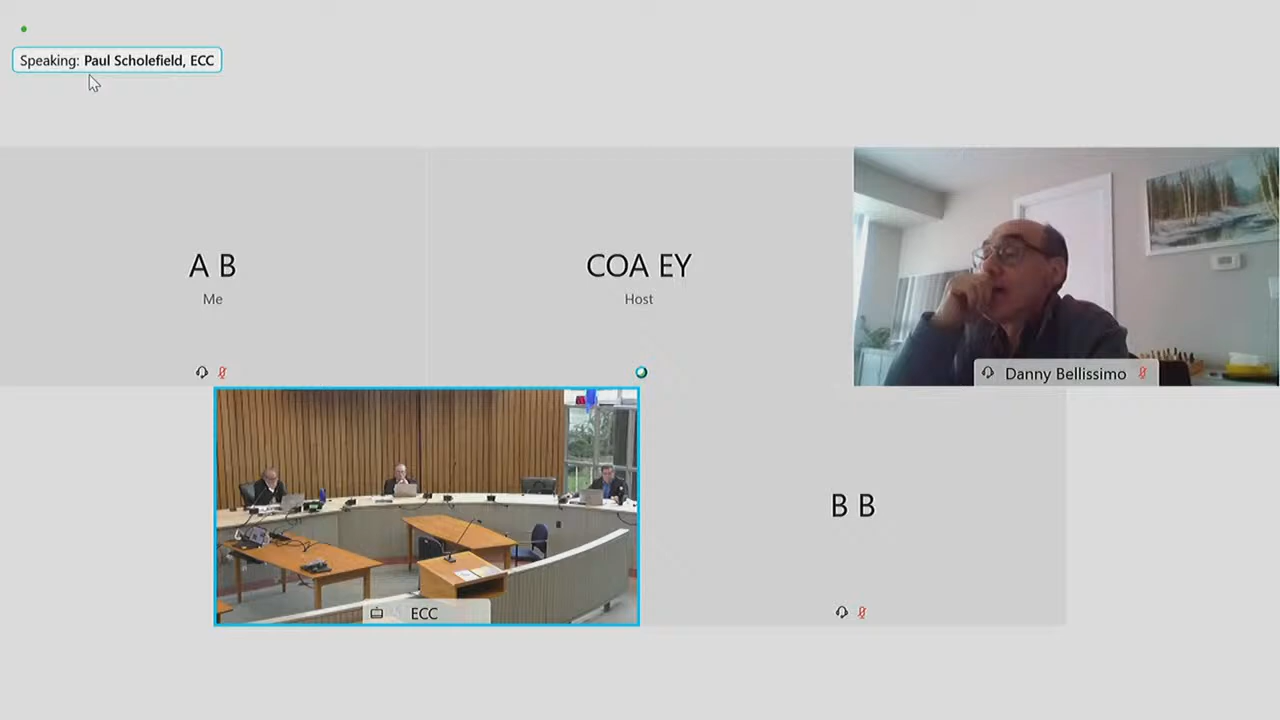 Speaking: Paul Scholefield, ECC
A B
Me
COA EY
Host
Danny Bellissimo
ECC
B B